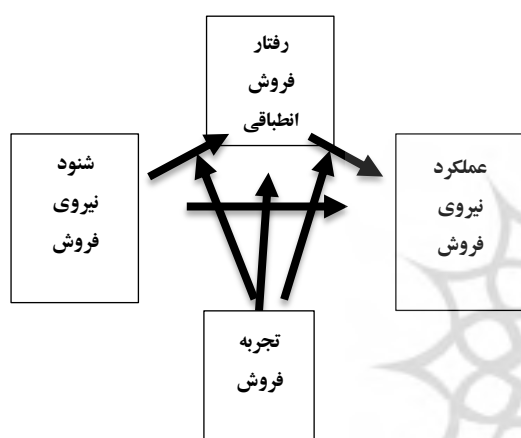 رفتار
فروش
انطباقی
شنود
نیروی
فروش
عملکرد
نیروی
فروش
تجربه
فروش